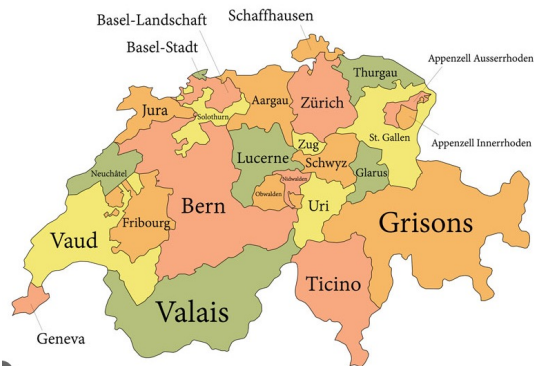 Schaffhausen
Basel-Landschaft
Basel-Stadt
Appenzell Ausserrhoden
Thurgau
Jura
Aargau
Zürich
Solothurn
St. Gallen
Appenzell Innerrhoden
Zug
Lucerne
Schwyz
Neuchâtel
Glarus
Nidwalden
Obwalden
Bern
Uri
Fribourg
Grisons
Vaud
Ticino
Valais
Geneva